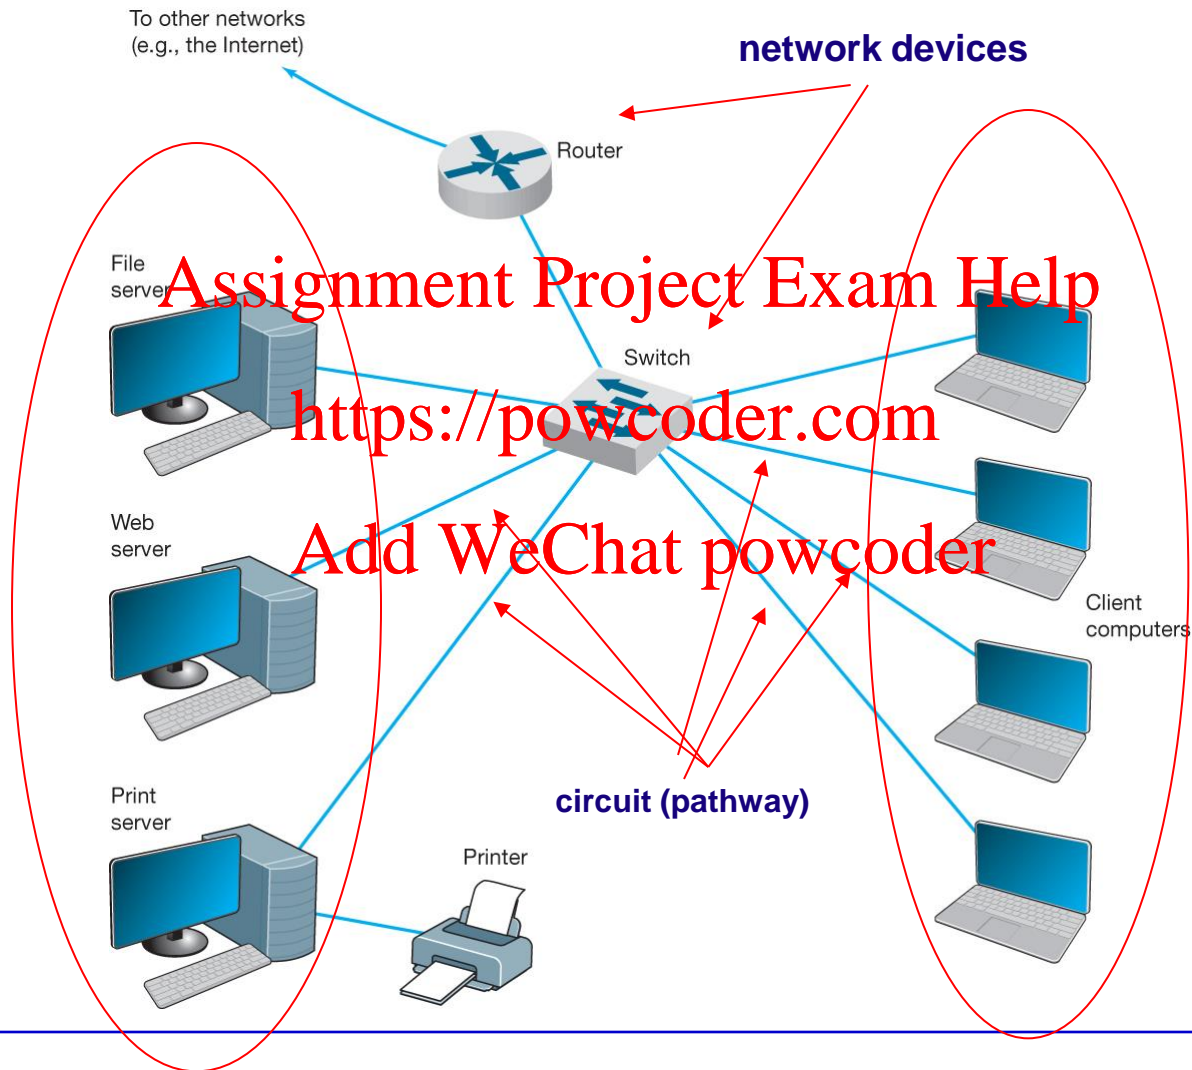 To other networks
(e.g., the Internet)
network devices
Router
File
server
Assignment Project Exam Help
Switch
https://powcoder.com
Web
server
Add WeChat powcoder
Client
computers
Print
server
circuit (pathway)
Printer